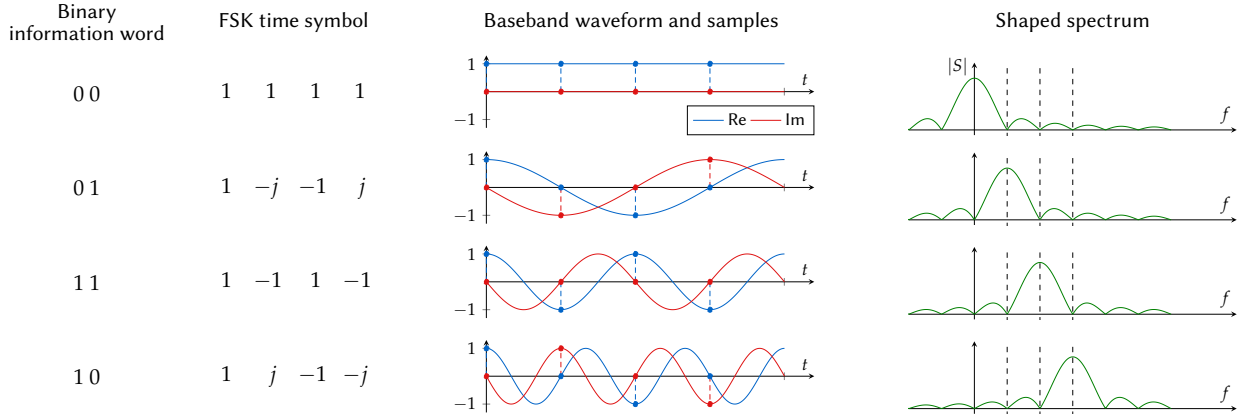 Binary
information word
FSK time symbol
Baseband waveform and samples
Shaped spectrum
0 0
1 1 1 1
1
−1
t
Re Im
|S|
f
0 1
1 −j −1 j
1
−1
t
f
1 1
1 −1 1 −1
1
−1
t
f
1 0
1 j −1 −j
1
−1
t
f